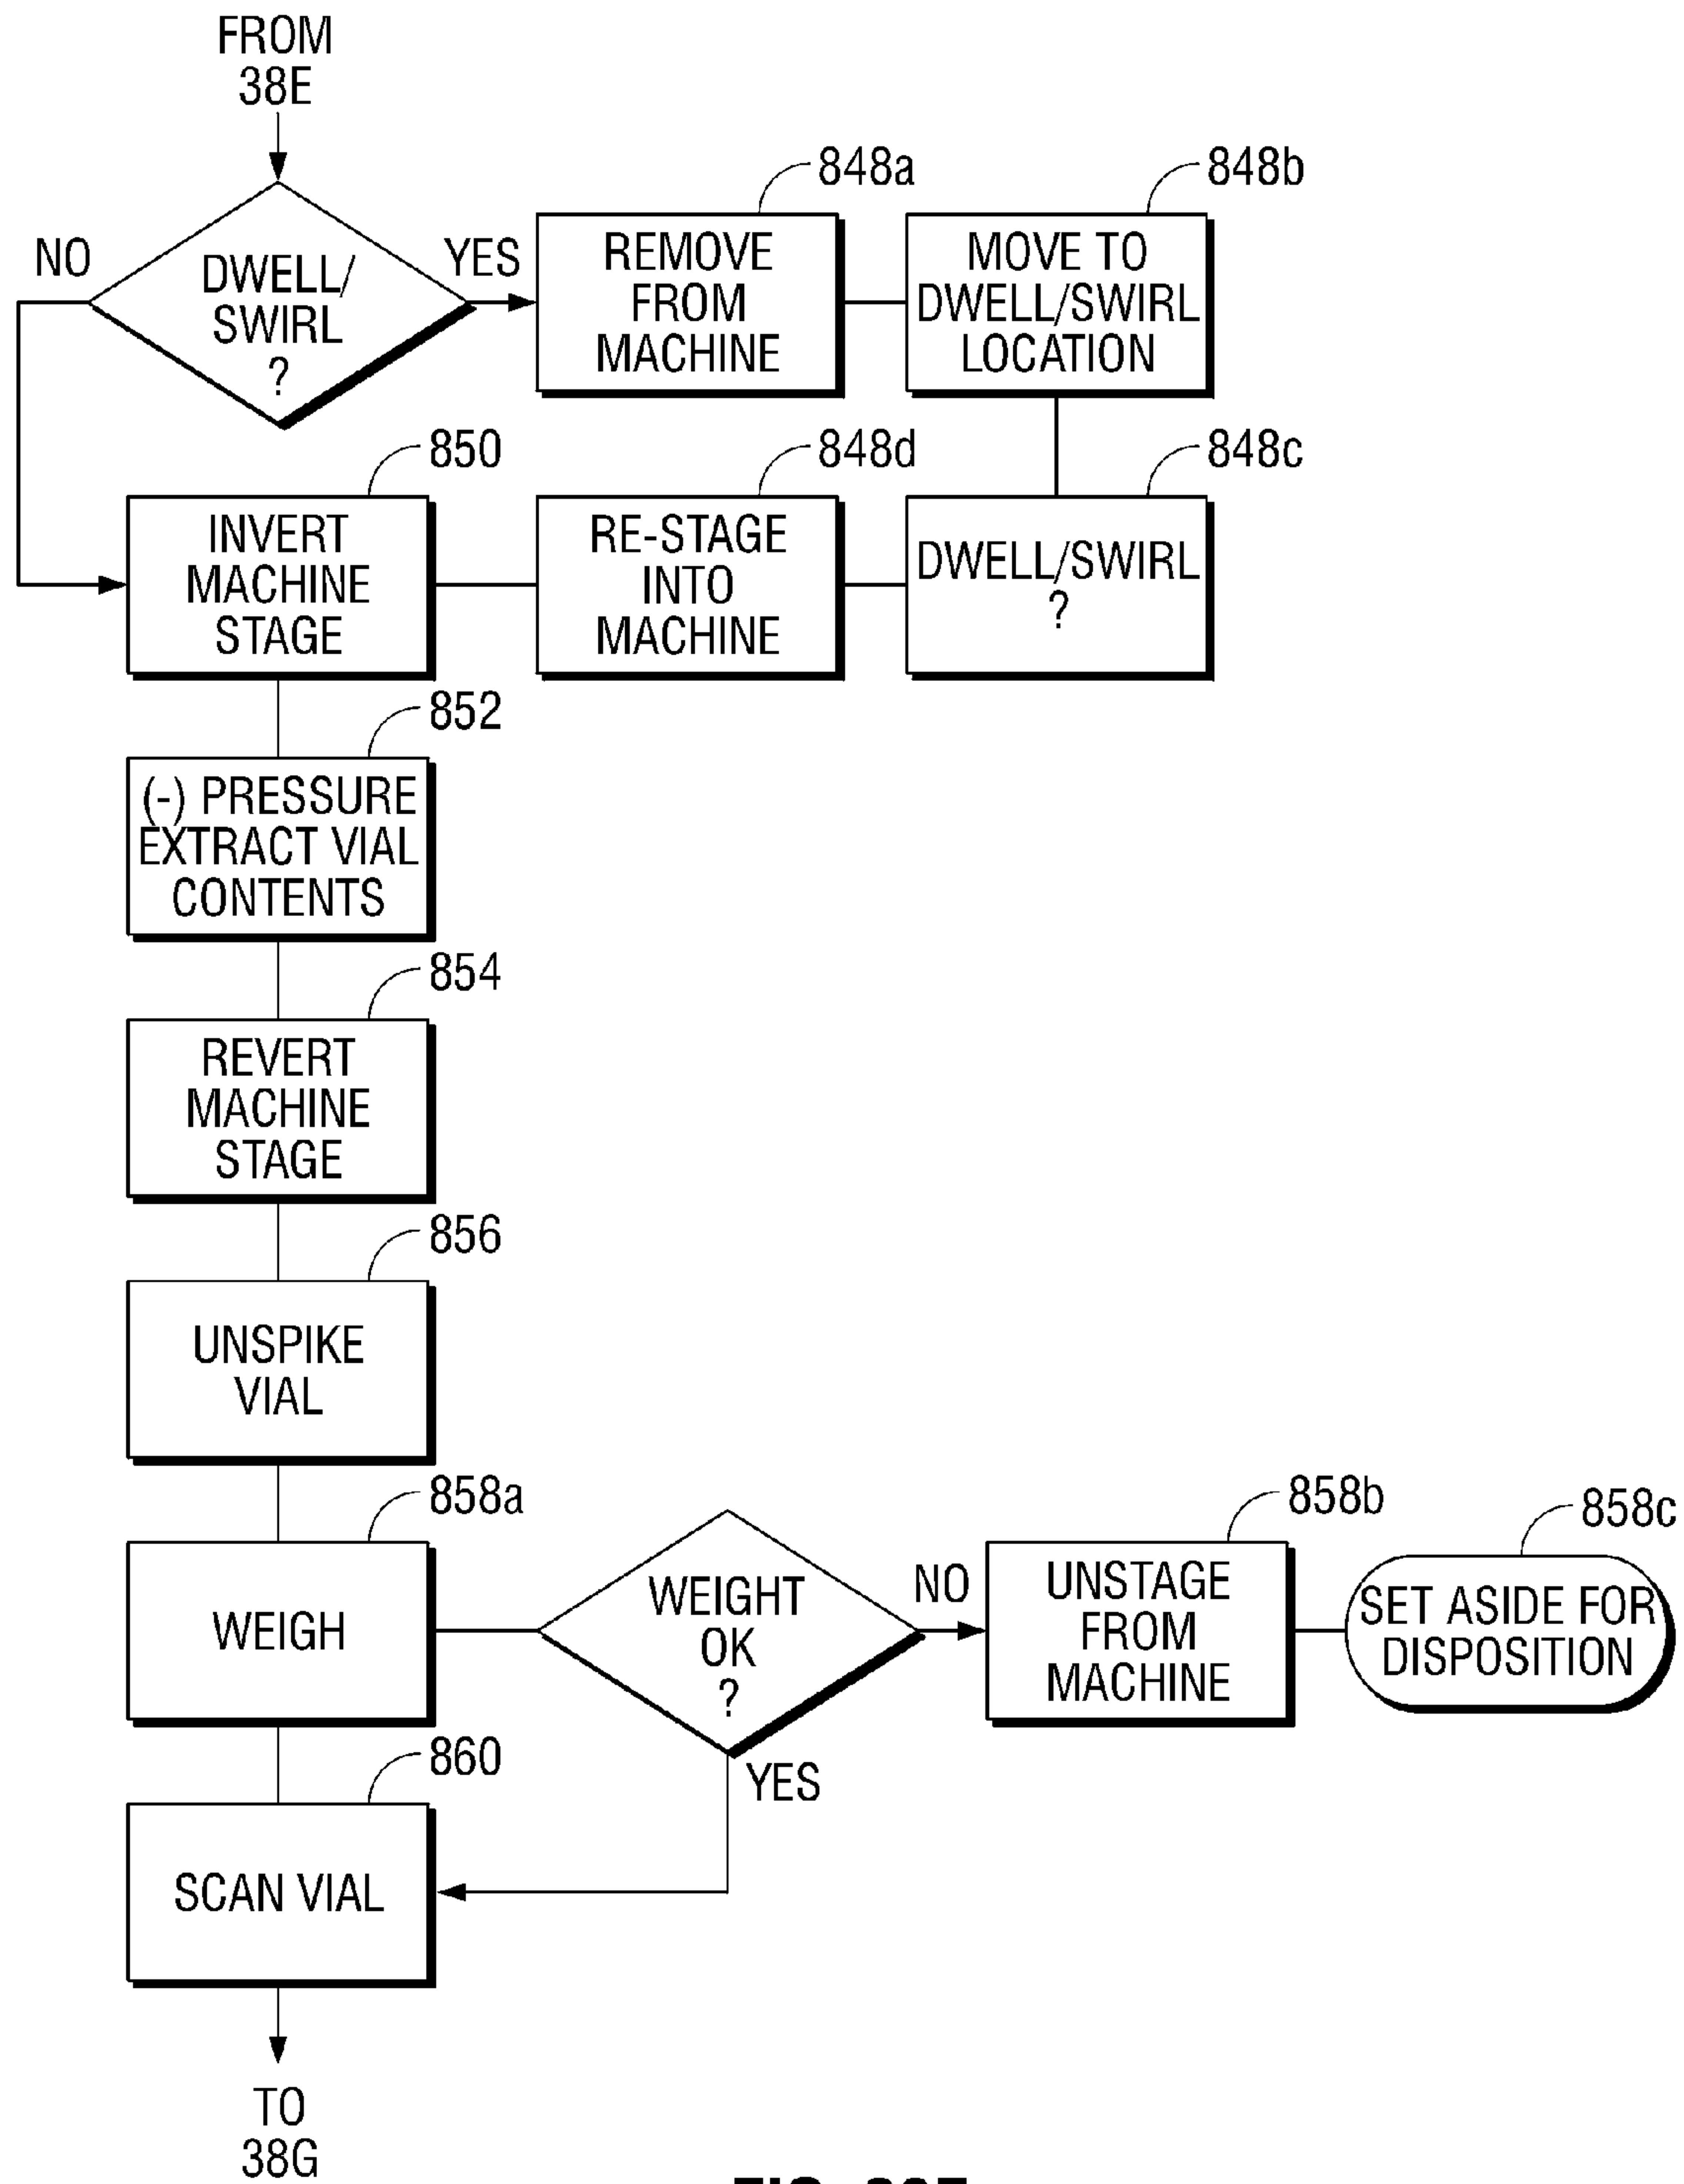 FROM
38E
NO
DWELL/
SWIRL
?
YES
848a
REMOVE
FROM
MACHINE
848b
MOVE TO
DWELL/SWIRL
LOCATION
850
INVERT
MACHINE
STAGE
848d
RE-STAGE
INTO
MACHINE
848c
DWELL/SWIRL
?
852
(-) PRESSURE
EXTRACT VIAL
CONTENTS
854
REVERT
MACHINE
STAGE
856
UNSPIKE
VIAL
858a
WEIGH
WEIGHT
OK
?
NO
YES
858b
UNSTAGE
FROM
MACHINE
858c
SET ASIDE FOR
DISPOSITION
860
SCAN VIAL
TO
38G